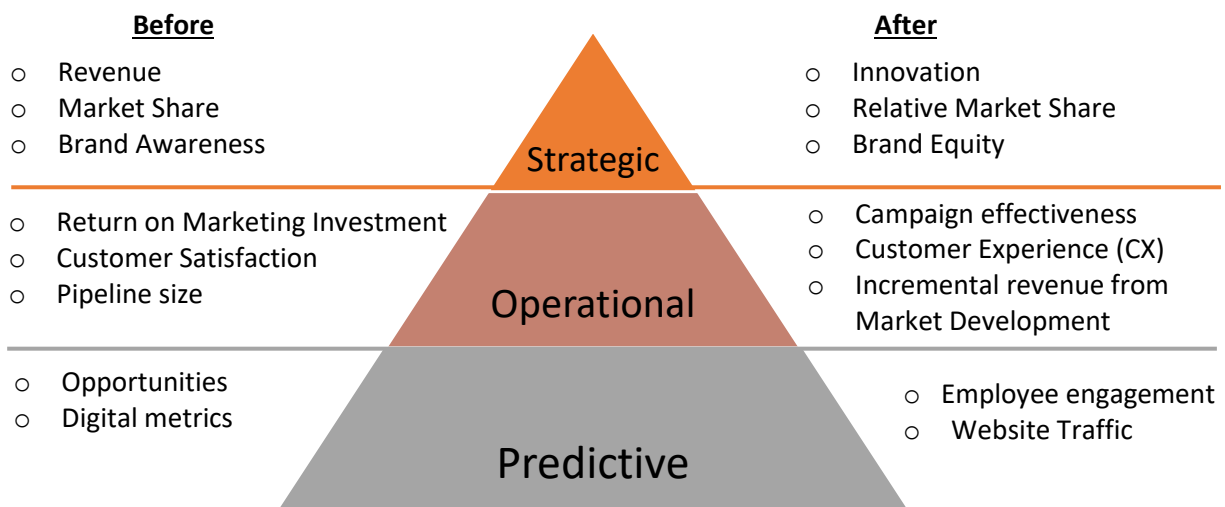 Before
○ Revenue
○ Market Share
○ Brand Awareness
After
○ Innovation
○ Relative Market Share
○ Brand Equity
Strategic
○ Return on Marketing Investment
○ Customer Satisfaction
○ Pipeline size
○ Campaign effectiveness
○ Customer Experience (CX)
○ Incremental revenue from
Market Development
Operational
○ Opportunities
○ Digital metrics
○ Employee engagement
○ Website Traffic
Predictive